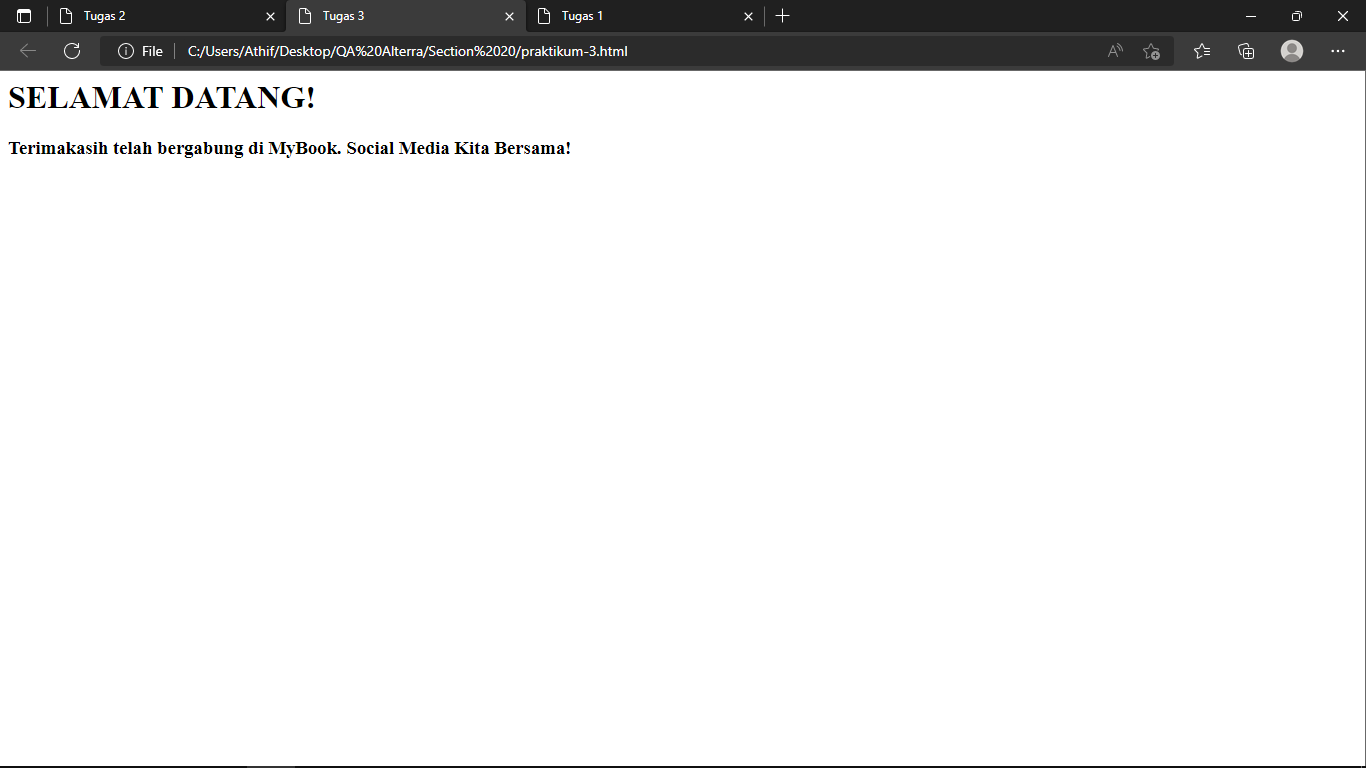 Tugas 2
Tugas 3
Tugas 1
File
C:/Users/Athif/Desktop/QA%20Alterra/Section%2020/praktikum-3.html
SELAMAT DATANG!
Terimakasih telah bergabung di MyBook. Social Media Kita Bersama!